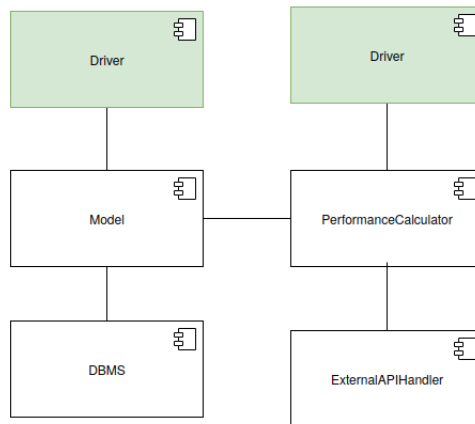 Driver
Driver
Model
PerformanceCalculator
DBMS
ExternalAPIHandler